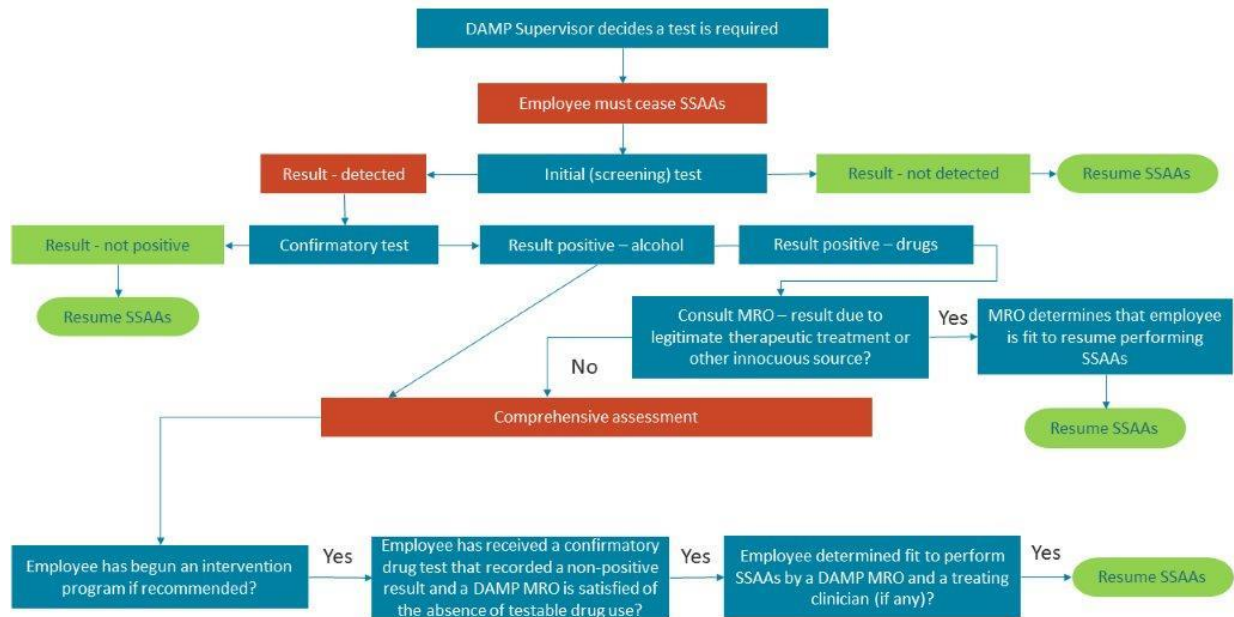 DAMP Supervisor decides a test is required
Employee must cease SSAAs
Result - detected
Initial (screening) test
Result - not detected
Resume SSAAs
Result - not positive
Confirmatory test
Result positive – alcohol
Result positive – drugs
Resume SSAAs
Consult MRO – result due to
legitimate therapeutic treatment or
other innocuous source?
Yes
MRO determines that employee
is fit to resume performing
SSAAs
No
Comprehensive assessment
Resume SSAAs
Employee has begun an intervention
program if recommended?
Yes
Employee has received a confirmatory
drug test that recorded a non-positive
result and a DAMP MRO is satisfied of
the absence of testable drug use?
Yes
Employee determined fit to perform
SSAAs by a DAMP MRO and a treating
clinician (if any)?
Yes
Resume SSAAs